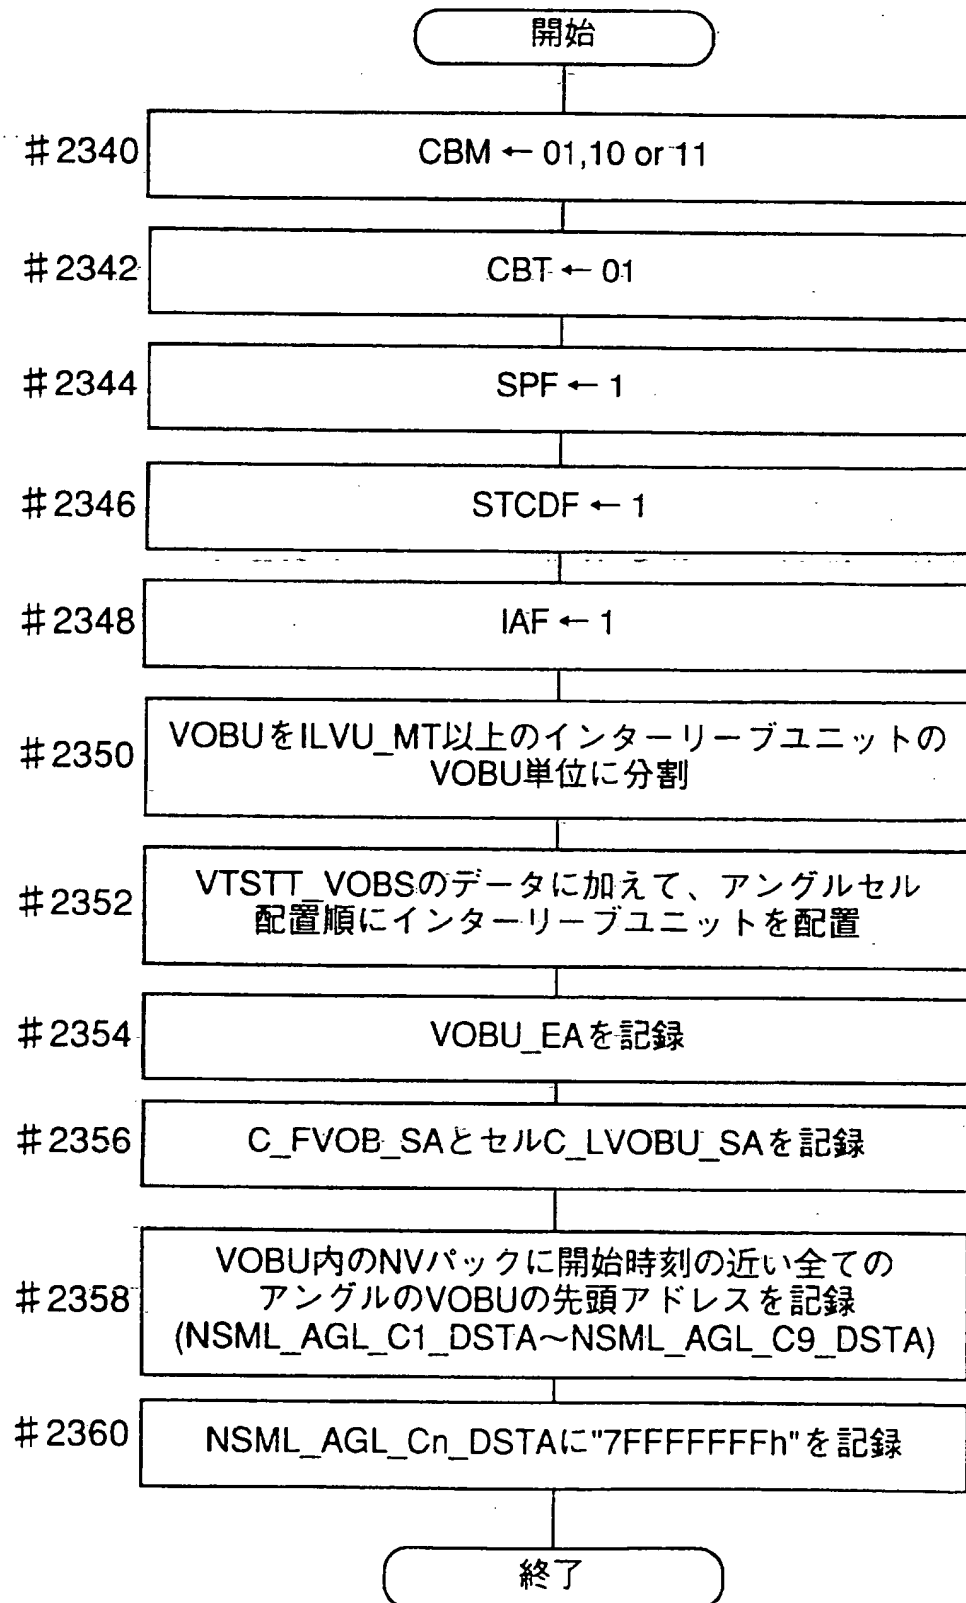 開始
#2340 CBM ← 01,10 or 11
#2342 CBT ← 01
#2344 SPF ← 1
#2346 STCDF ← 1
#2348 IAF ← 1
#2350 VOBUをILVU_MT以上のインターリーブユニットの
VOBU単位に分割
#2352 VTSTT_VOBSのデータに加えて、アングルセル
配置順にインターリーブユニットを配置
#2354 VOBU_EAを記録
#2356 C_FVOB_SAとセルC_LVOBU_SAを記録
#2358 VOBU内のNVパックに開始時刻の近い全ての
アングルのVOBUの先頭アドレスを記録
(NSML_AGL_C1_DSTA～NSML_AGL_C9_DSTA)
#2360 NSML_AGL_Cn_DSTAに"7FFFFFFFh"を記録
終了